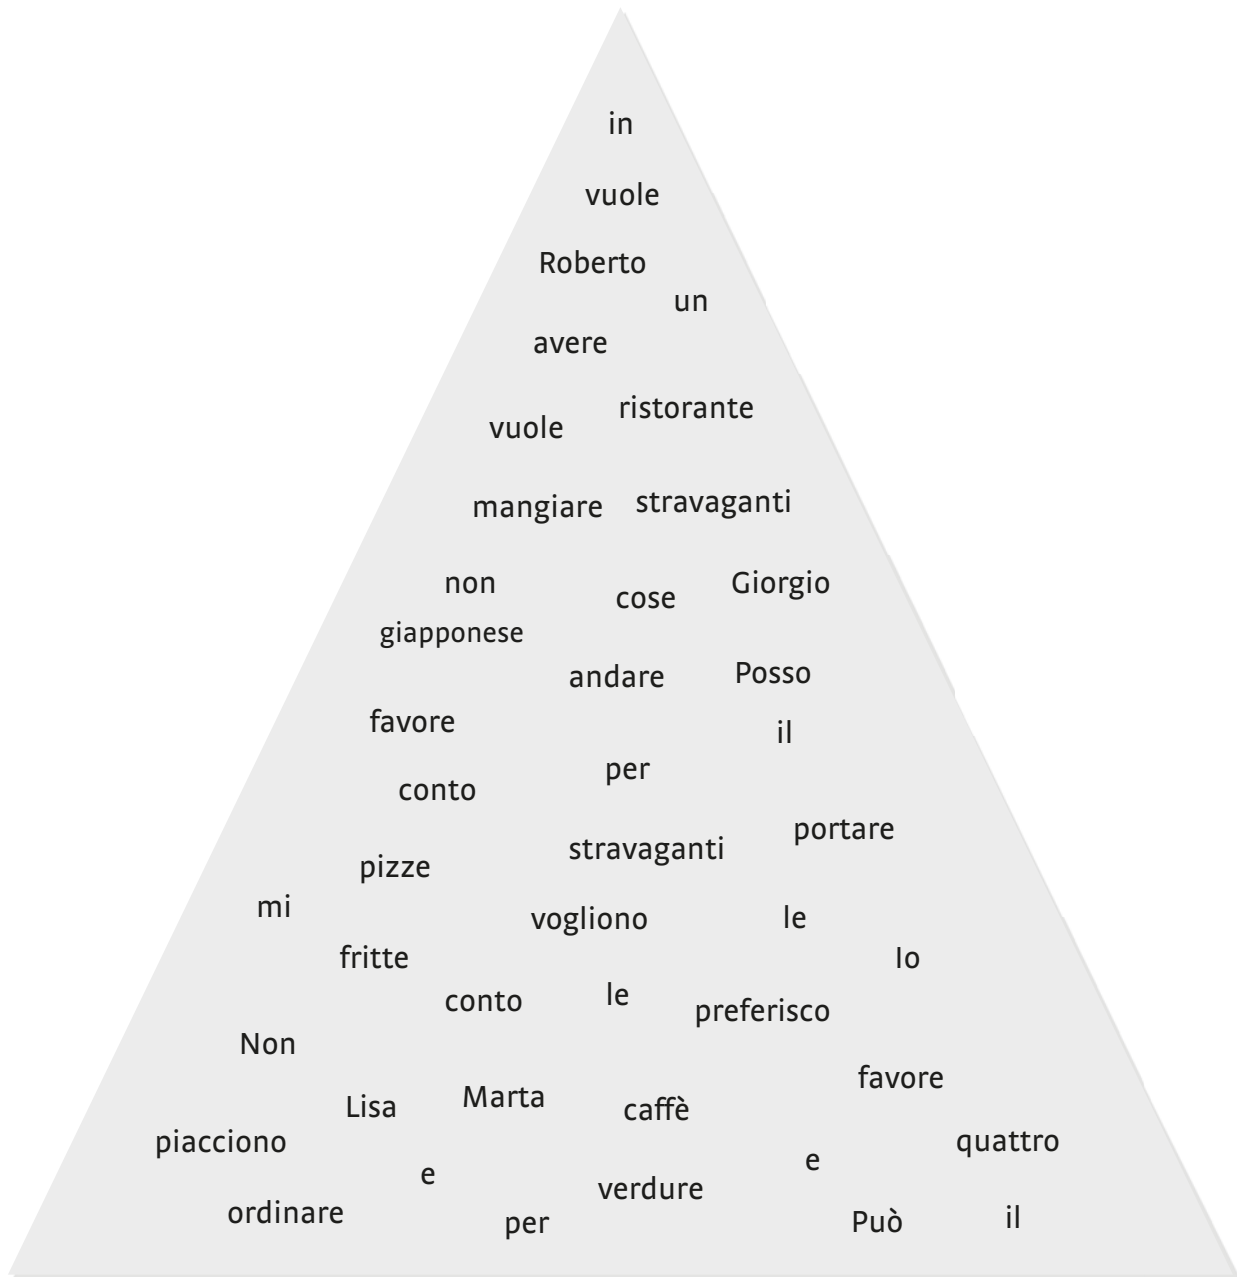 in
vuole
Roberto
un
avere
ristorante
vuole
mangiare stravaganti
non cose Giorgio
giapponese
andare Posso
favore il
per
conto
portare
stravaganti
pizze
mi vogliono le
fritte Io
conto le preferisco
Non
favore
Lisa Marta caffè
piacciono quattro
e e
verdure
ordinare per Può il